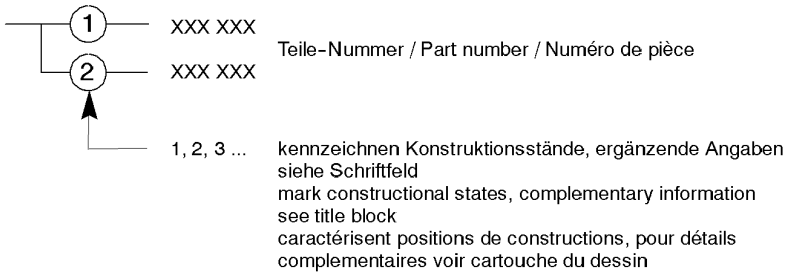 1 XXX XXX
Teile-Nummer / Part number / Numéro de pièce
2 XXX XXX
1, 2, 3 ... kennzeichnen Konstruktionsstände, ergänzende Angaben
siehe Schriftfeld
mark constructional states, complementary information
see title block
caractérisent positions de constructions, pour détails
complementaires voir cartouche du dessin